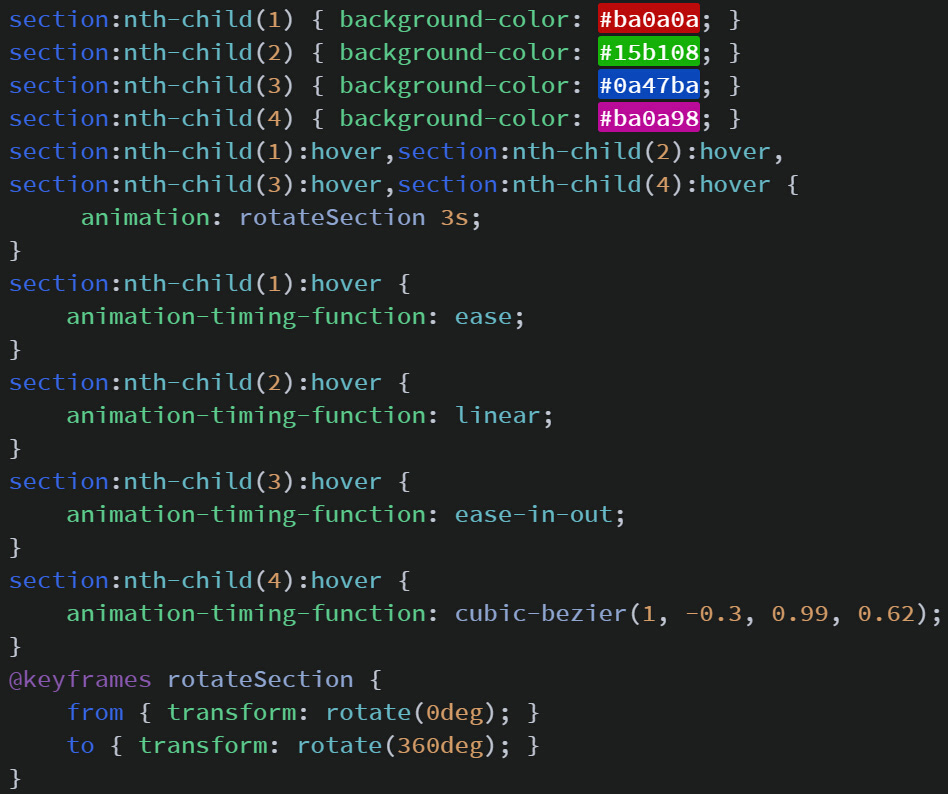 section:nth-child(1) { background-color: #ba0a0a; }
section:nth-child(2) { background-color: #15b108; }
section:nth-child(3) { background-color: #0a47ba; }
section:nth-child(4) { background-color: #ba0a98; }
section:nth-child(1):hover,section:nth-child(2):hover,
section:nth-child(3):hover,section:nth-child(4):hover {
     animation: rotateSection 3s;
}
section:nth-child(1):hover {
    animation-timing-function: ease;
}
section:nth-child(2):hover {
    animation-timing-function: linear;
}
section:nth-child(3):hover {
    animation-timing-function: ease-in-out;
}
section:nth-child(4):hover {
    animation-timing-function: cubic-bezier(1, -0.3, 0.99, 0.62);
}
@keyframes rotateSection {
    from { transform: rotate(0deg); }
    to { transform: rotate(360deg); }
}